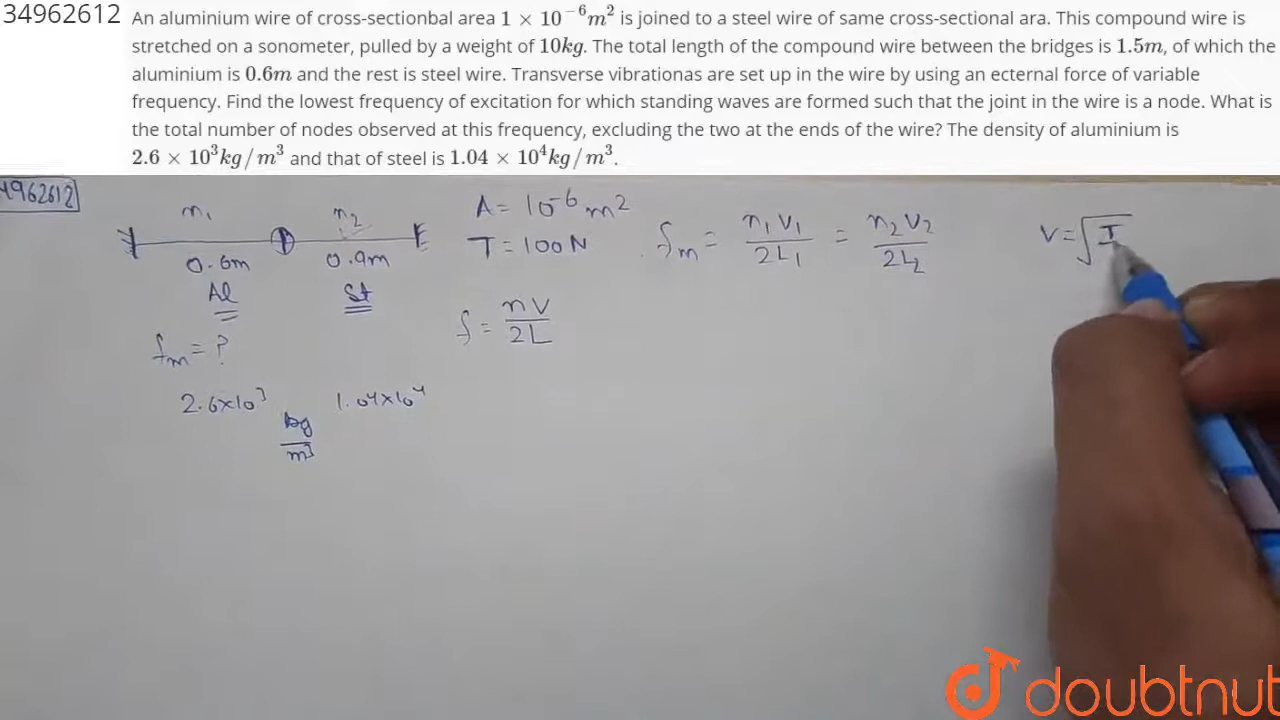 34962612
An aluminium wire of cross-sectionbal area 1 × 10⁻⁶m² is joined to a steel wire of same cross-sectional ara. This compound wire is
stretched on a sonometer, pulled by a weight of 10kg. The total length of the compound wire between the bridges is 1.5m, of which the
aluminium is 0.6m and the rest is steel wire. Transverse vibrationas are set up in the wire by using an ecternal force of variable
frequency. Find the lowest frequency of excitation for which standing waves are formed such that the joint in the wire is a node. What is
the total number of nodes observed at this frequency, excluding the two at the ends of the wire? The density of aluminium is
2.6 × 10³kg/m³ and that of steel is 1.04 × 10⁴kg/m³.
4962612
n₁ n₂
0.6m 0.9m
Al St
fm = ?
2.6×10³ 1.04×10⁴
kg/m³
A = 10⁻⁶ m²
T = 100 N
f = nV/2L
fm = n₁V₁/2L₁ = n₂V₂/2L₂
V = √T
doubtnut